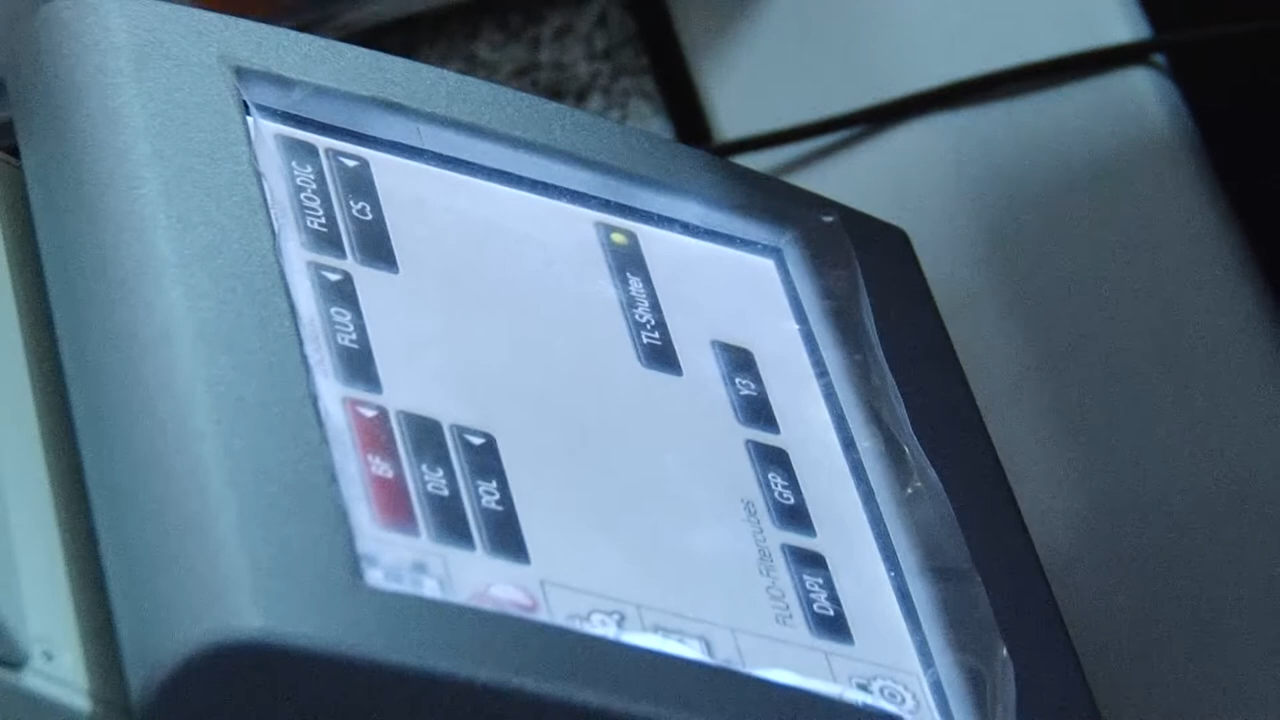 BF FLUO FLUO-DIC
DIC CS
POL
TL-Shutter
FLUO-Filtercubes
DAPI GFP Y3